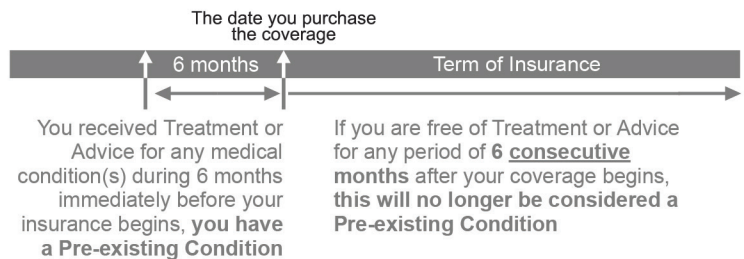 The date you purchase
the coverage
6 months
Term of Insurance
You received Treatment or
Advice for any medical
condition(s) during 6 months
immediately before your
insurance begins, you have
a Pre-existing Condition
If you are free of Treatment or Advice
for any period of 6 consecutive
months after your coverage begins,
this will no longer be considered a
Pre-existing Condition